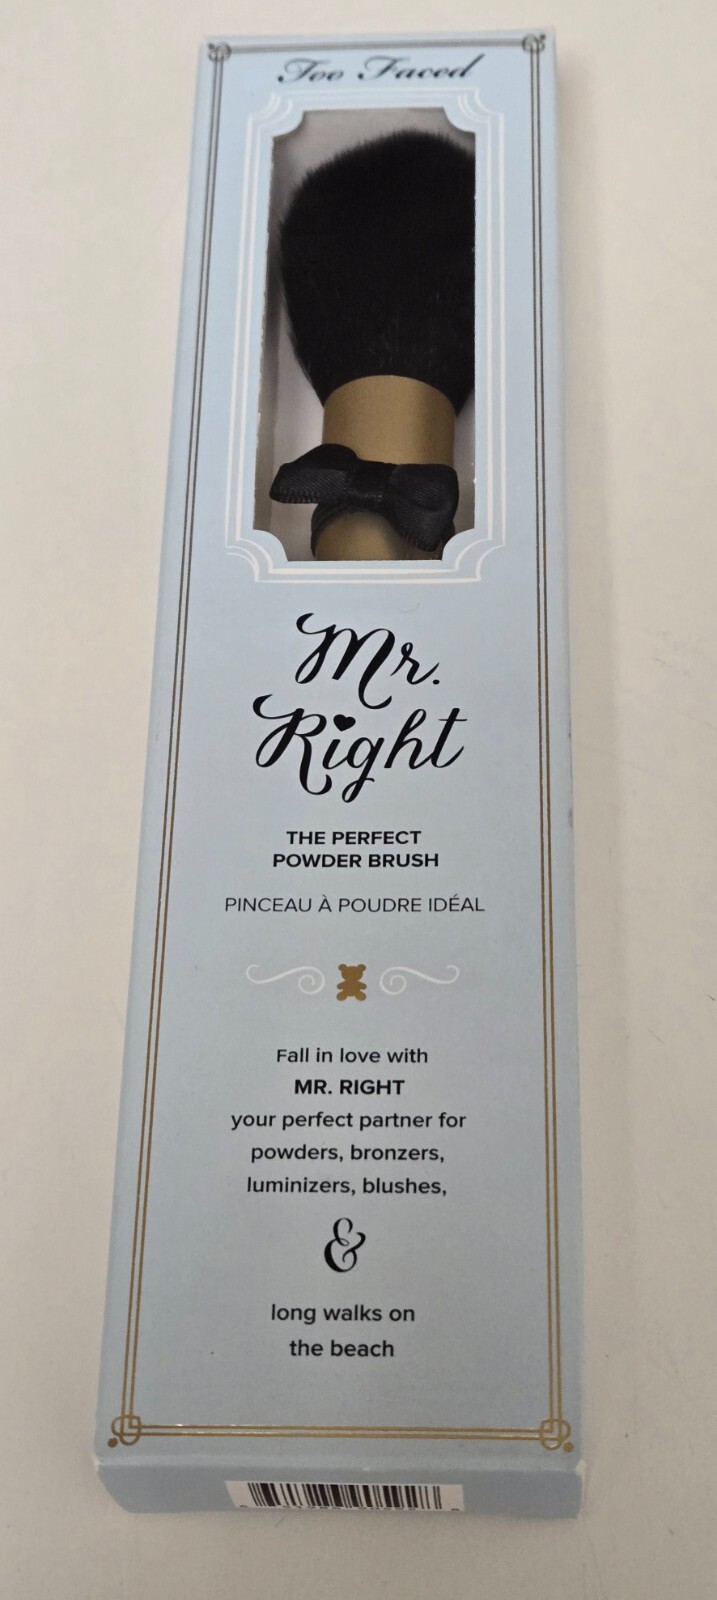 Too Faced
Mr.
Right
THE PERFECT
POWDER BRUSH
PINCEAU À POUDRE IDÉAL
Fall in love with
MR. RIGHT
your perfect partner for
powders, bronzers,
luminizers, blushes,
&
long walks on
the beach